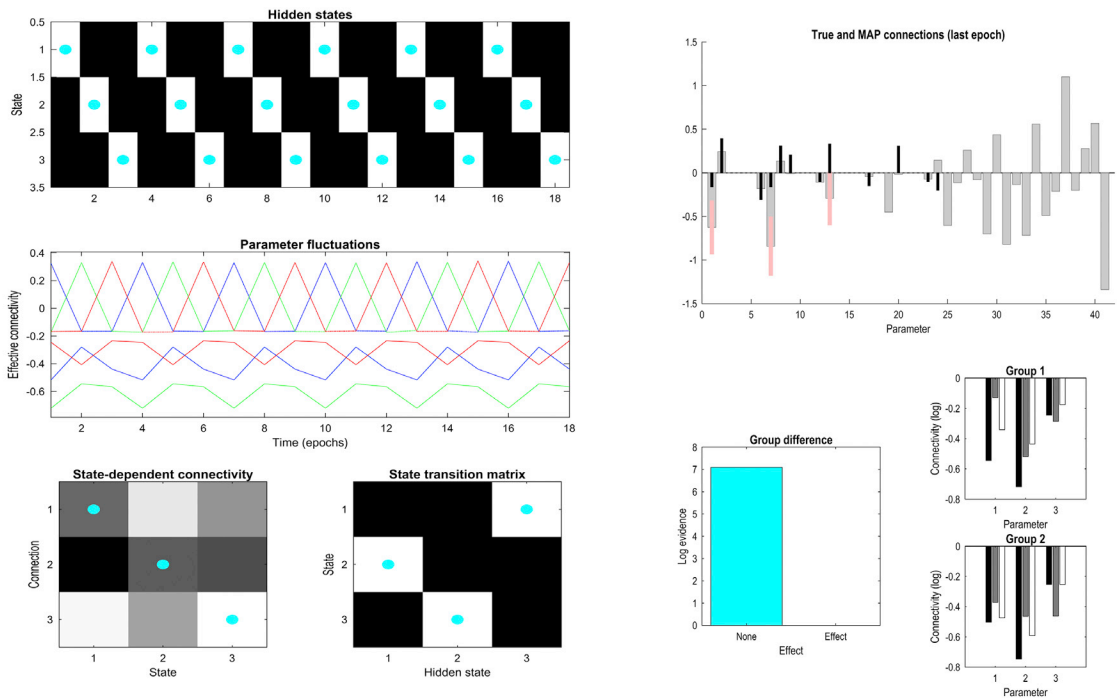 Hidden states
0.5
1
1.5
2
2.5
3
3.5
State
2 4 6 8 10 12 14 16 18
Parameter fluctuations
0.4
0.2
0
-0.2
-0.4
-0.6
Effective connectivity
2 4 6 8 10 12 14 16 18
Time (epochs)
State-dependent connectivity
1
2
3
Connection
1 2 3
State
State transition matrix
1
2
3
State
1 2 3
Hidden state
True and MAP connections (last epoch)
1.5
1
0.5
0
-0.5
-1
-1.5
0 5 10 15 20 25 30 35 40
Parameter
Group difference
8
7
6
5
4
3
2
1
0
Log evidence
None Effect
Effect
Group 1
0
-0.2
-0.4
-0.6
-0.8
Connectivity (log)
1 2 3
Parameter
Group 2
0
-0.2
-0.4
-0.6
-0.8
Connectivity (log)
1 2 3
Parameter